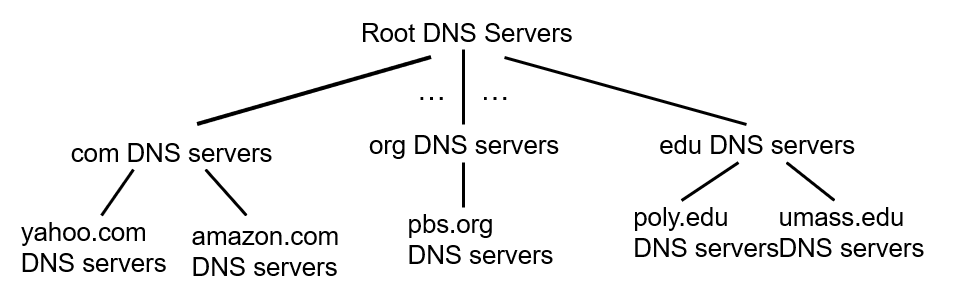 Root DNS Servers
… …
com DNS servers
org DNS servers
edu DNS servers
yahoo.com
DNS servers
amazon.com
DNS servers
pbs.org
DNS servers
poly.edu
DNS servers
umass.edu
DNS servers